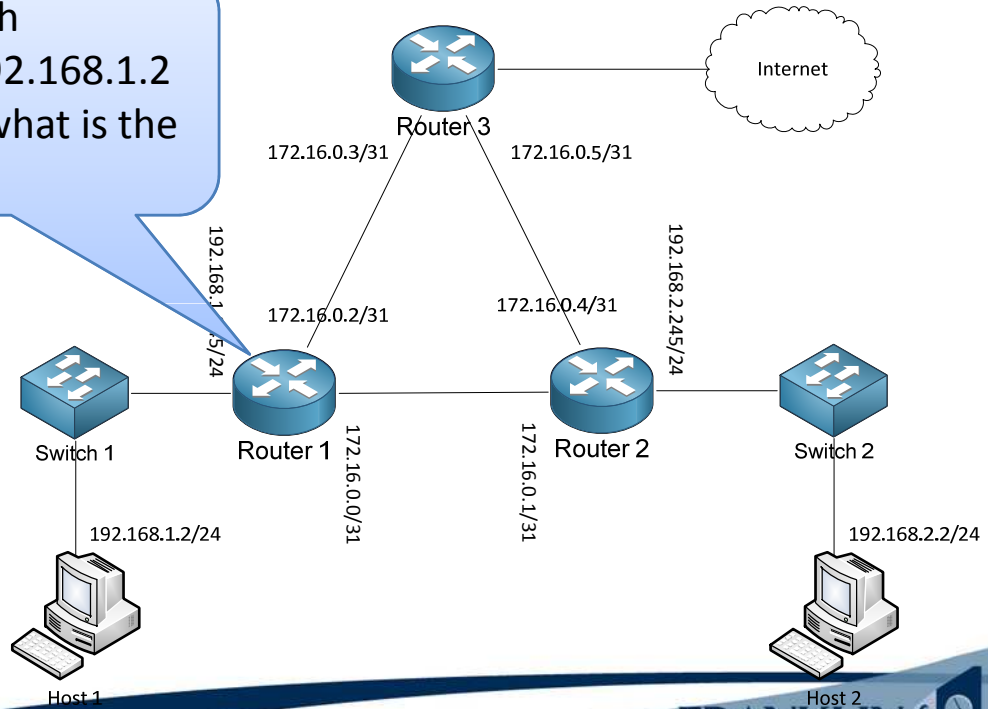 92.168.1.2
what is the
Internet
Router 3
172.16.0.3/31
172.16.0.5/31
192.168.2.245/24
172.16.0.2/31
172.16.0.4/31
Switch 1
Router 1
172.16.0.0/31
172.16.0.1/31
Router 2
Switch 2
192.168.1.2/24
192.168.2.2/24
Host 1
Host 2